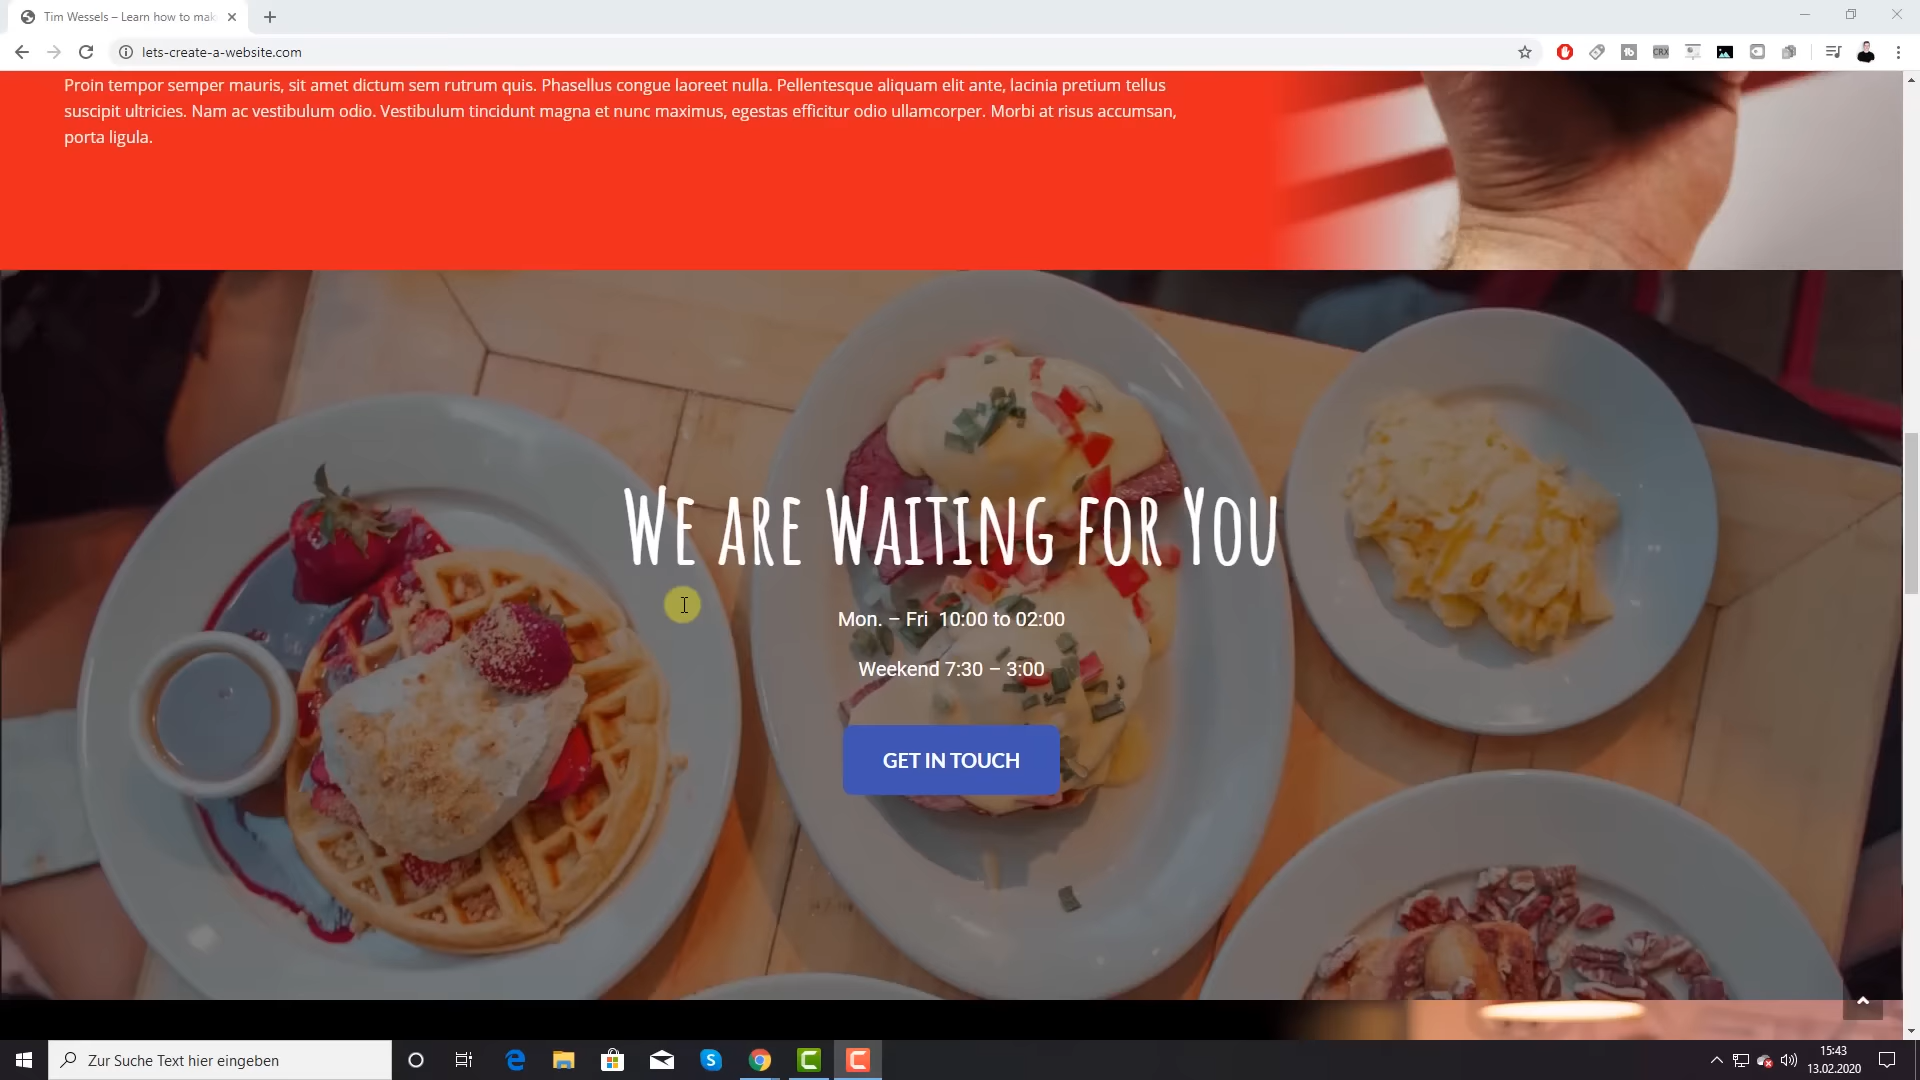 Tim Wessels – Learn how to mak
lets-create-a-website.com
Proin tempor semper mauris, sit amet dictum sem rutrum quis. Phasellus congue laoreet nulla. Pellentesque aliquam elit ante, lacinia pretium tellus
suscipit ultricies. Nam ac vestibulum odio. Vestibulum tincidunt magna et nunc maximus, egestas efficitur odio ullamcorper. Morbi at risus accumsan,
porta ligula.
We are Waiting for You
Mon. – Fri 10:00 to 02:00
Weekend 7:30 – 3:00
GET IN TOUCH
Zur Suche Text hier eingeben
15:43
13.02.2020